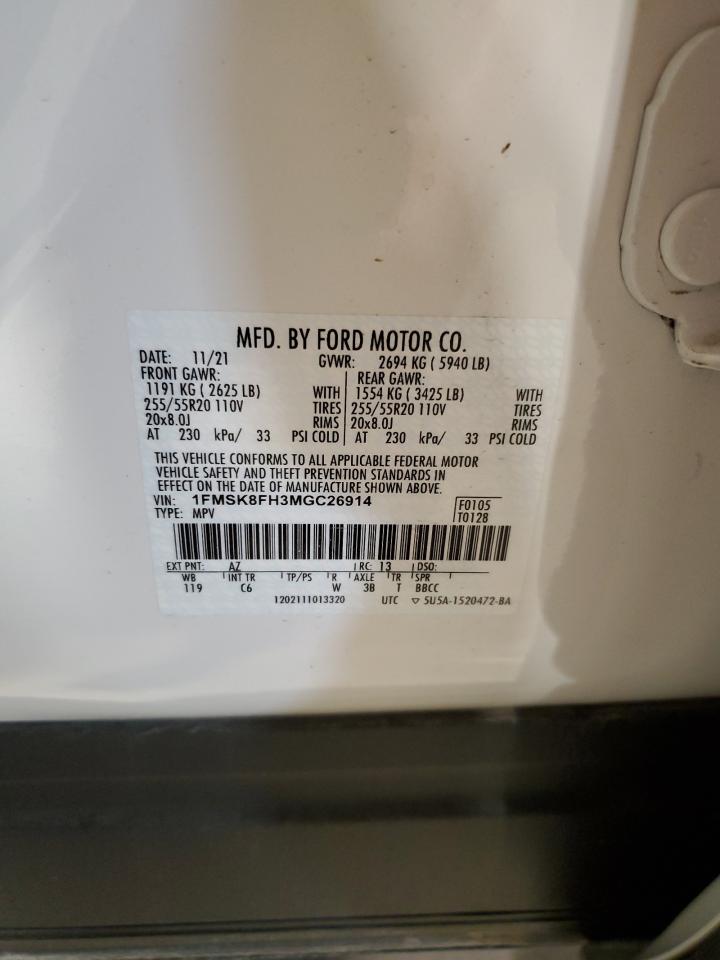 MFD. BY FORD MOTOR CO.
DATE: 11/21 GVWR: 2694 KG ( 5940 LB)
FRONT GAWR: REAR GAWR:
1191 KG ( 2625 LB) WITH 1554 KG ( 3425 LB) WITH
255/55R20 110V TIRES 255/55R20 110V TIRES
20x8.0J RIMS 20x8.0J RIMS
AT 230 kPa/ 33 PSI COLD AT 230 kPa/ 33 PSI COLD
THIS VEHICLE CONFORMS TO ALL APPLICABLE FEDERAL MOTOR
VEHICLE SAFETY AND THEFT PREVENTION STANDARDS IN
EFFECT ON THE DATE OF MANUFACTURE SHOWN ABOVE.
VIN: 1FMSK8FH3MGC26914 F0105
TYPE: MPV T0128
EXT PNT: AZ RC: 13 DSO:
WB INT TR TP/PS R AXLE TR SPR
119 C6 W 3B T BBCC
1202111013320 UTC ▽ 5U5A-1520472-BA